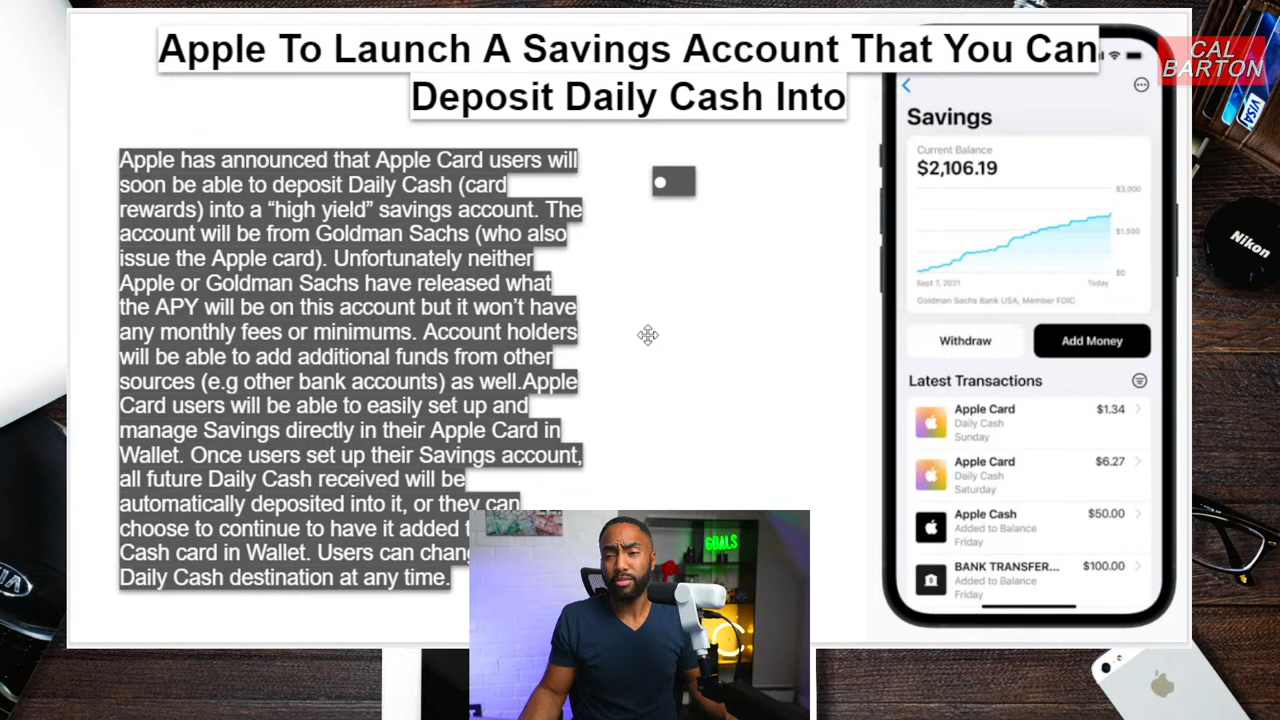 Apple To Launch A Savings Account That You Can
Deposit Daily Cash Into
CAL
BARTON
Apple has announced that Apple Card users will
soon be able to deposit Daily Cash (card
rewards) into a “high yield” savings account. The
account will be from Goldman Sachs (who also
issue the Apple card). Unfortunately neither
Apple or Goldman Sachs have released what
the APY will be on this account but it won’t have
any monthly fees or minimums. Account holders
will be able to add additional funds from other
sources (e.g other bank accounts) as well.Apple
Card users will be able to easily set up and
manage Savings directly in their Apple Card in
Wallet. Once users set up their Savings account,
all future Daily Cash received will be
automatically deposited into it, or they can
choose to continue to have it added
Cash card in Wallet. Users can
Daily Cash destination at any time.
Savings
Current Balance
$2,106.19
$3,000
$1,500
$0
Sept 7, 2021
Today
Goldman Sachs Bank USA, Member FDIC
Withdraw
Add Money
Latest Transactions
Apple Card
$1.34
Daily Cash
Sunday
Apple Card
$6.27
Daily Cash
Saturday
Apple Cash
$50.00
Added to Balance
Friday
BANK TRANSFER...
$100.00
Added to Balance
Friday
GOALS
VISA
Nikon
KIA